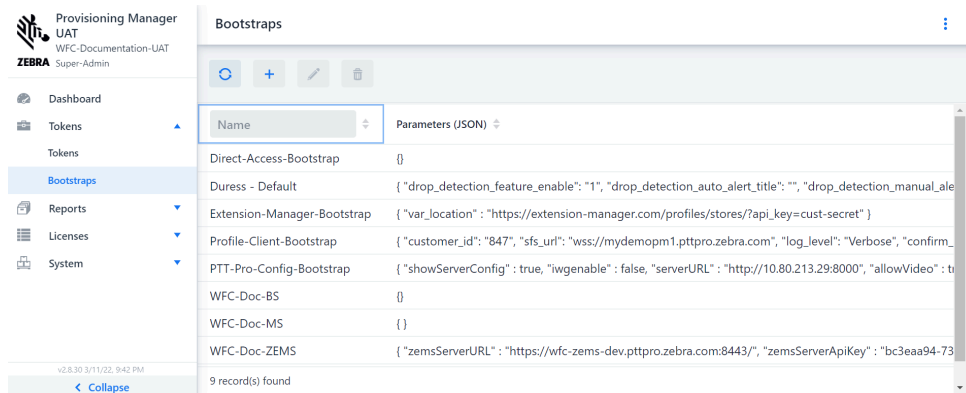 Provisioning Manager
UAT
WFC-Documentation-UAT
ZEBRA Super-Admin
Dashboard
Tokens
Tokens
Bootstraps
Reports
Licenses
System
v2.8.30 3/11/22, 9:42 PM
Collapse
Bootstraps
Name Parameters (JSON)
Direct-Access-Bootstrap {}
Duress - Default { "drop_detection_feature_enable": "1", "drop_detection_auto_alert_title": "", "drop_detection_manual_ale
Extension-Manager-Bootstrap { "var_location" : "https://extension-manager.com/profiles/stores/?api_key=cust-secret" }
Profile-Client-Bootstrap { "customer_id": "847", "sfs_url": "wss://mydemopm1.pttpro.zebra.com", "log_level": "Verbose", "confirm_
PTT-Pro-Config-Bootstrap { "showServerConfig" : true, "iwgenable" : false, "serverURL" : "http://10.80.213.29:8000", "allowVideo" : tr
WFC-Doc-BS {}
WFC-Doc-MS { }
WFC-Doc-ZEMS { "zemsServerURL" : "https://wfc-zems-dev.pttpro.zebra.com:8443/", "zemsServerApiKey" : "bc3eaa94-73
9 record(s) found